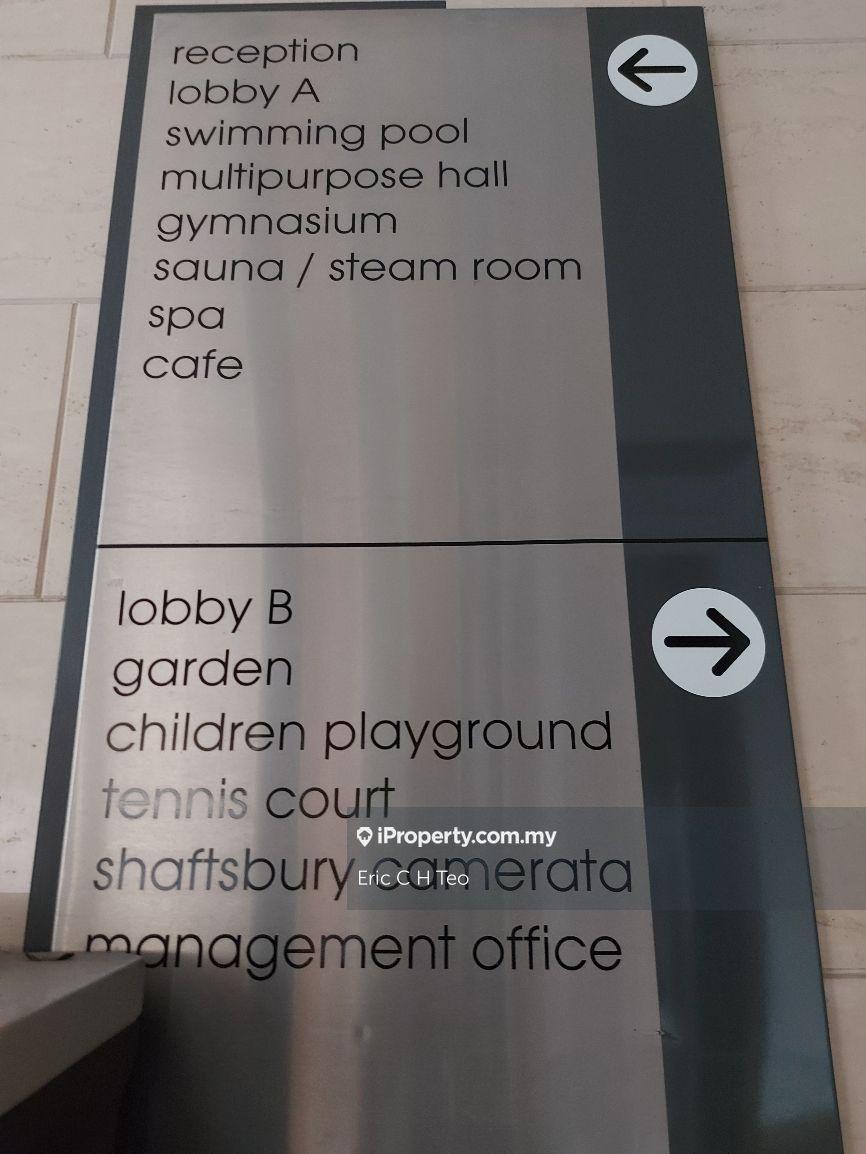 reception
lobby A
swimming pool
multipurpose hall
gymnasium
sauna / steam room
spa
cafe
lobby B
garden
children playground
tennis court
iProperty.com.my
shaftsbury camerata
Eric C H Teo
management office